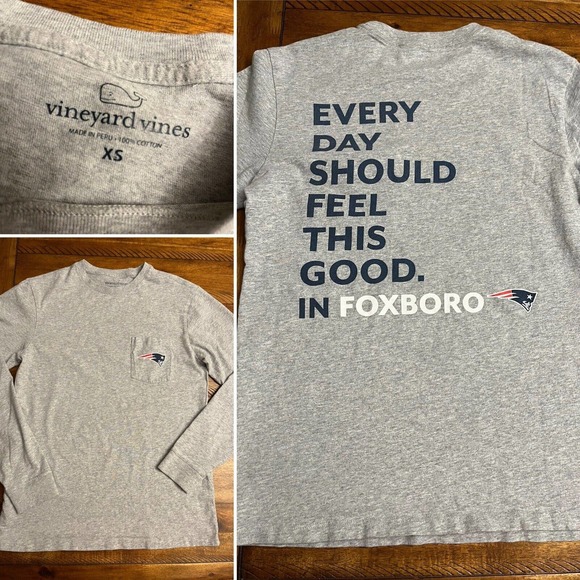 vineyard vines
MADE IN PERU • 100% COTTON
XS
EVERY
DAY
SHOULD
FEEL
THIS
GOOD.
IN FOXBORO